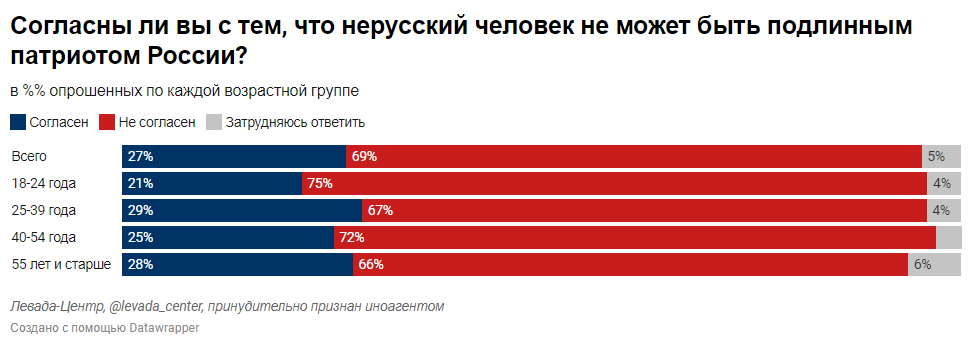 Согласны ли вы с тем, что нерусский человек не может быть подлинным
патриотом России?
в %% опрошенных по каждой возрастной группе
Согласен Не согласен Затрудняюсь ответить
Всего 27% 69% 5%
18-24 года 21% 75% 4%
25-39 года 29% 67% 4%
40-54 года 25% 72%
55 лет и старше 28% 66% 6%
Левада-Центр, @levada_center, принудительно признан иноагентом
Создано с помощью Datawrapper